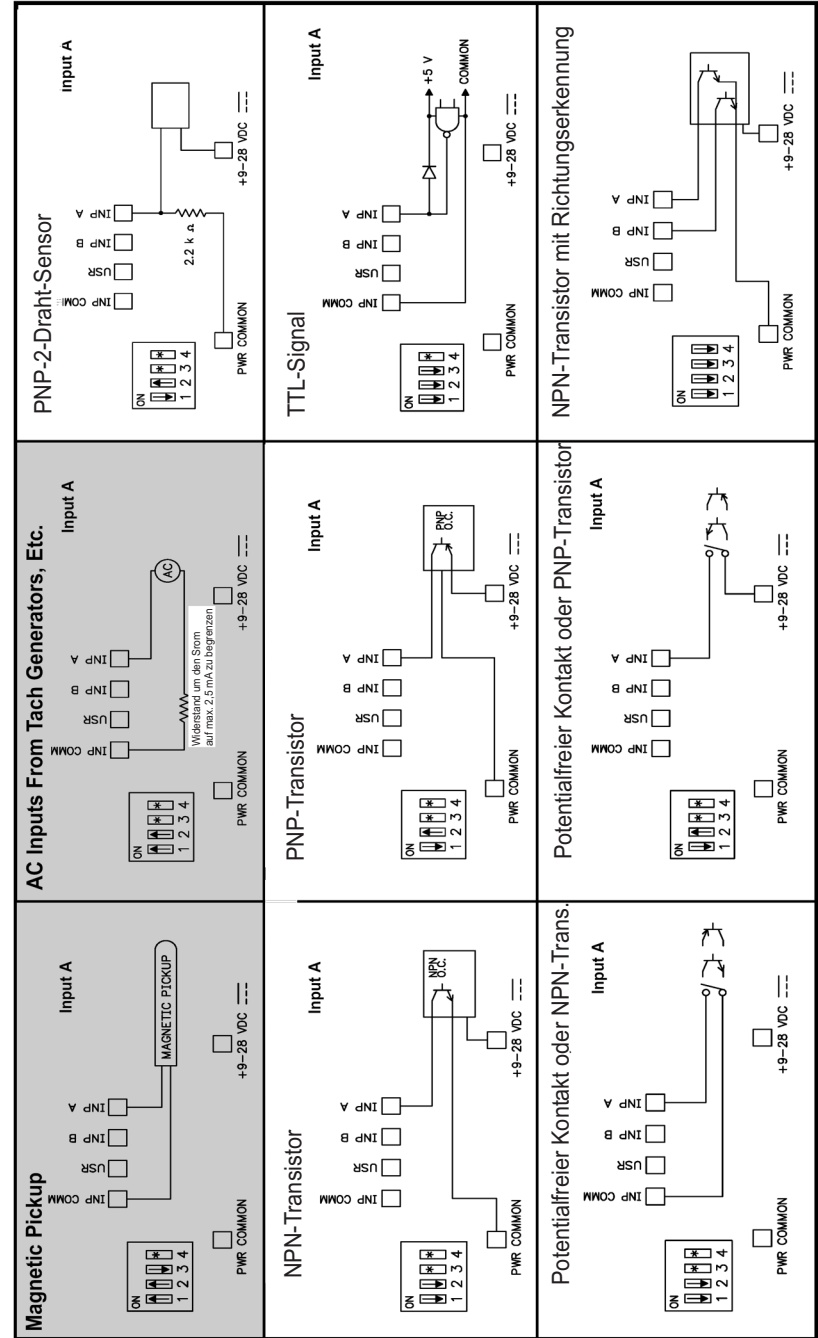 Magnetic Pickup
Input A
ON
*
1 2 3 4
INP COMM
USR
INP B
INP A
MAGNETIC PICKUP
PWR COMMON
+9-28 VDC
AC Inputs From Tach Generators, Etc.
Input A
ON
* *
1 2 3 4
INP COMM
USR
INP B
INP A
AC
Widerstand um den Srom
auf max. 2,5 mA zu begrenzen
PWR COMMON
+9-28 VDC
PNP-2-Draht-Sensor
Input A
ON
* *
1 2 3 4
INP COM
USR
INP B
INP A
2.2 k Ω
PWR COMMON
+9-28 VDC
NPN-Transistor
Input A
ON
* *
1 2 3 4
INP COMM
USR
INP B
INP A
NPN
O.C.
PWR COMMON
+9-28 VDC
PNP-Transistor
Input A
ON
* *
1 2 3 4
INP COMM
USR
INP B
INP A
PNP
O.C.
PWR COMMON
+9-28 VDC
TTL-Signal
Input A
ON
*
1 2 3 4
INP COMM
USR
INP B
INP A
+5 V
COMMON
PWR COMMON
+9-28 VDC
Potentialfreier Kontakt oder NPN-Trans.
Input A
ON
* *
1 2 3 4
INP COMM
USR
INP B
INP A
PWR COMMON
+9-28 VDC
Potentialfreier Kontakt oder PNP-Transistor
Input A
ON
* *
1 2 3 4
INP COMM
USR
INP B
INP A
PWR COMMON
+9-28 VDC
NPN-Transistor mit Richtungserkennung
ON
1 2 3 4
INP COMM
USR
INP B
INP A
PWR COMMON
+9-28 VDC